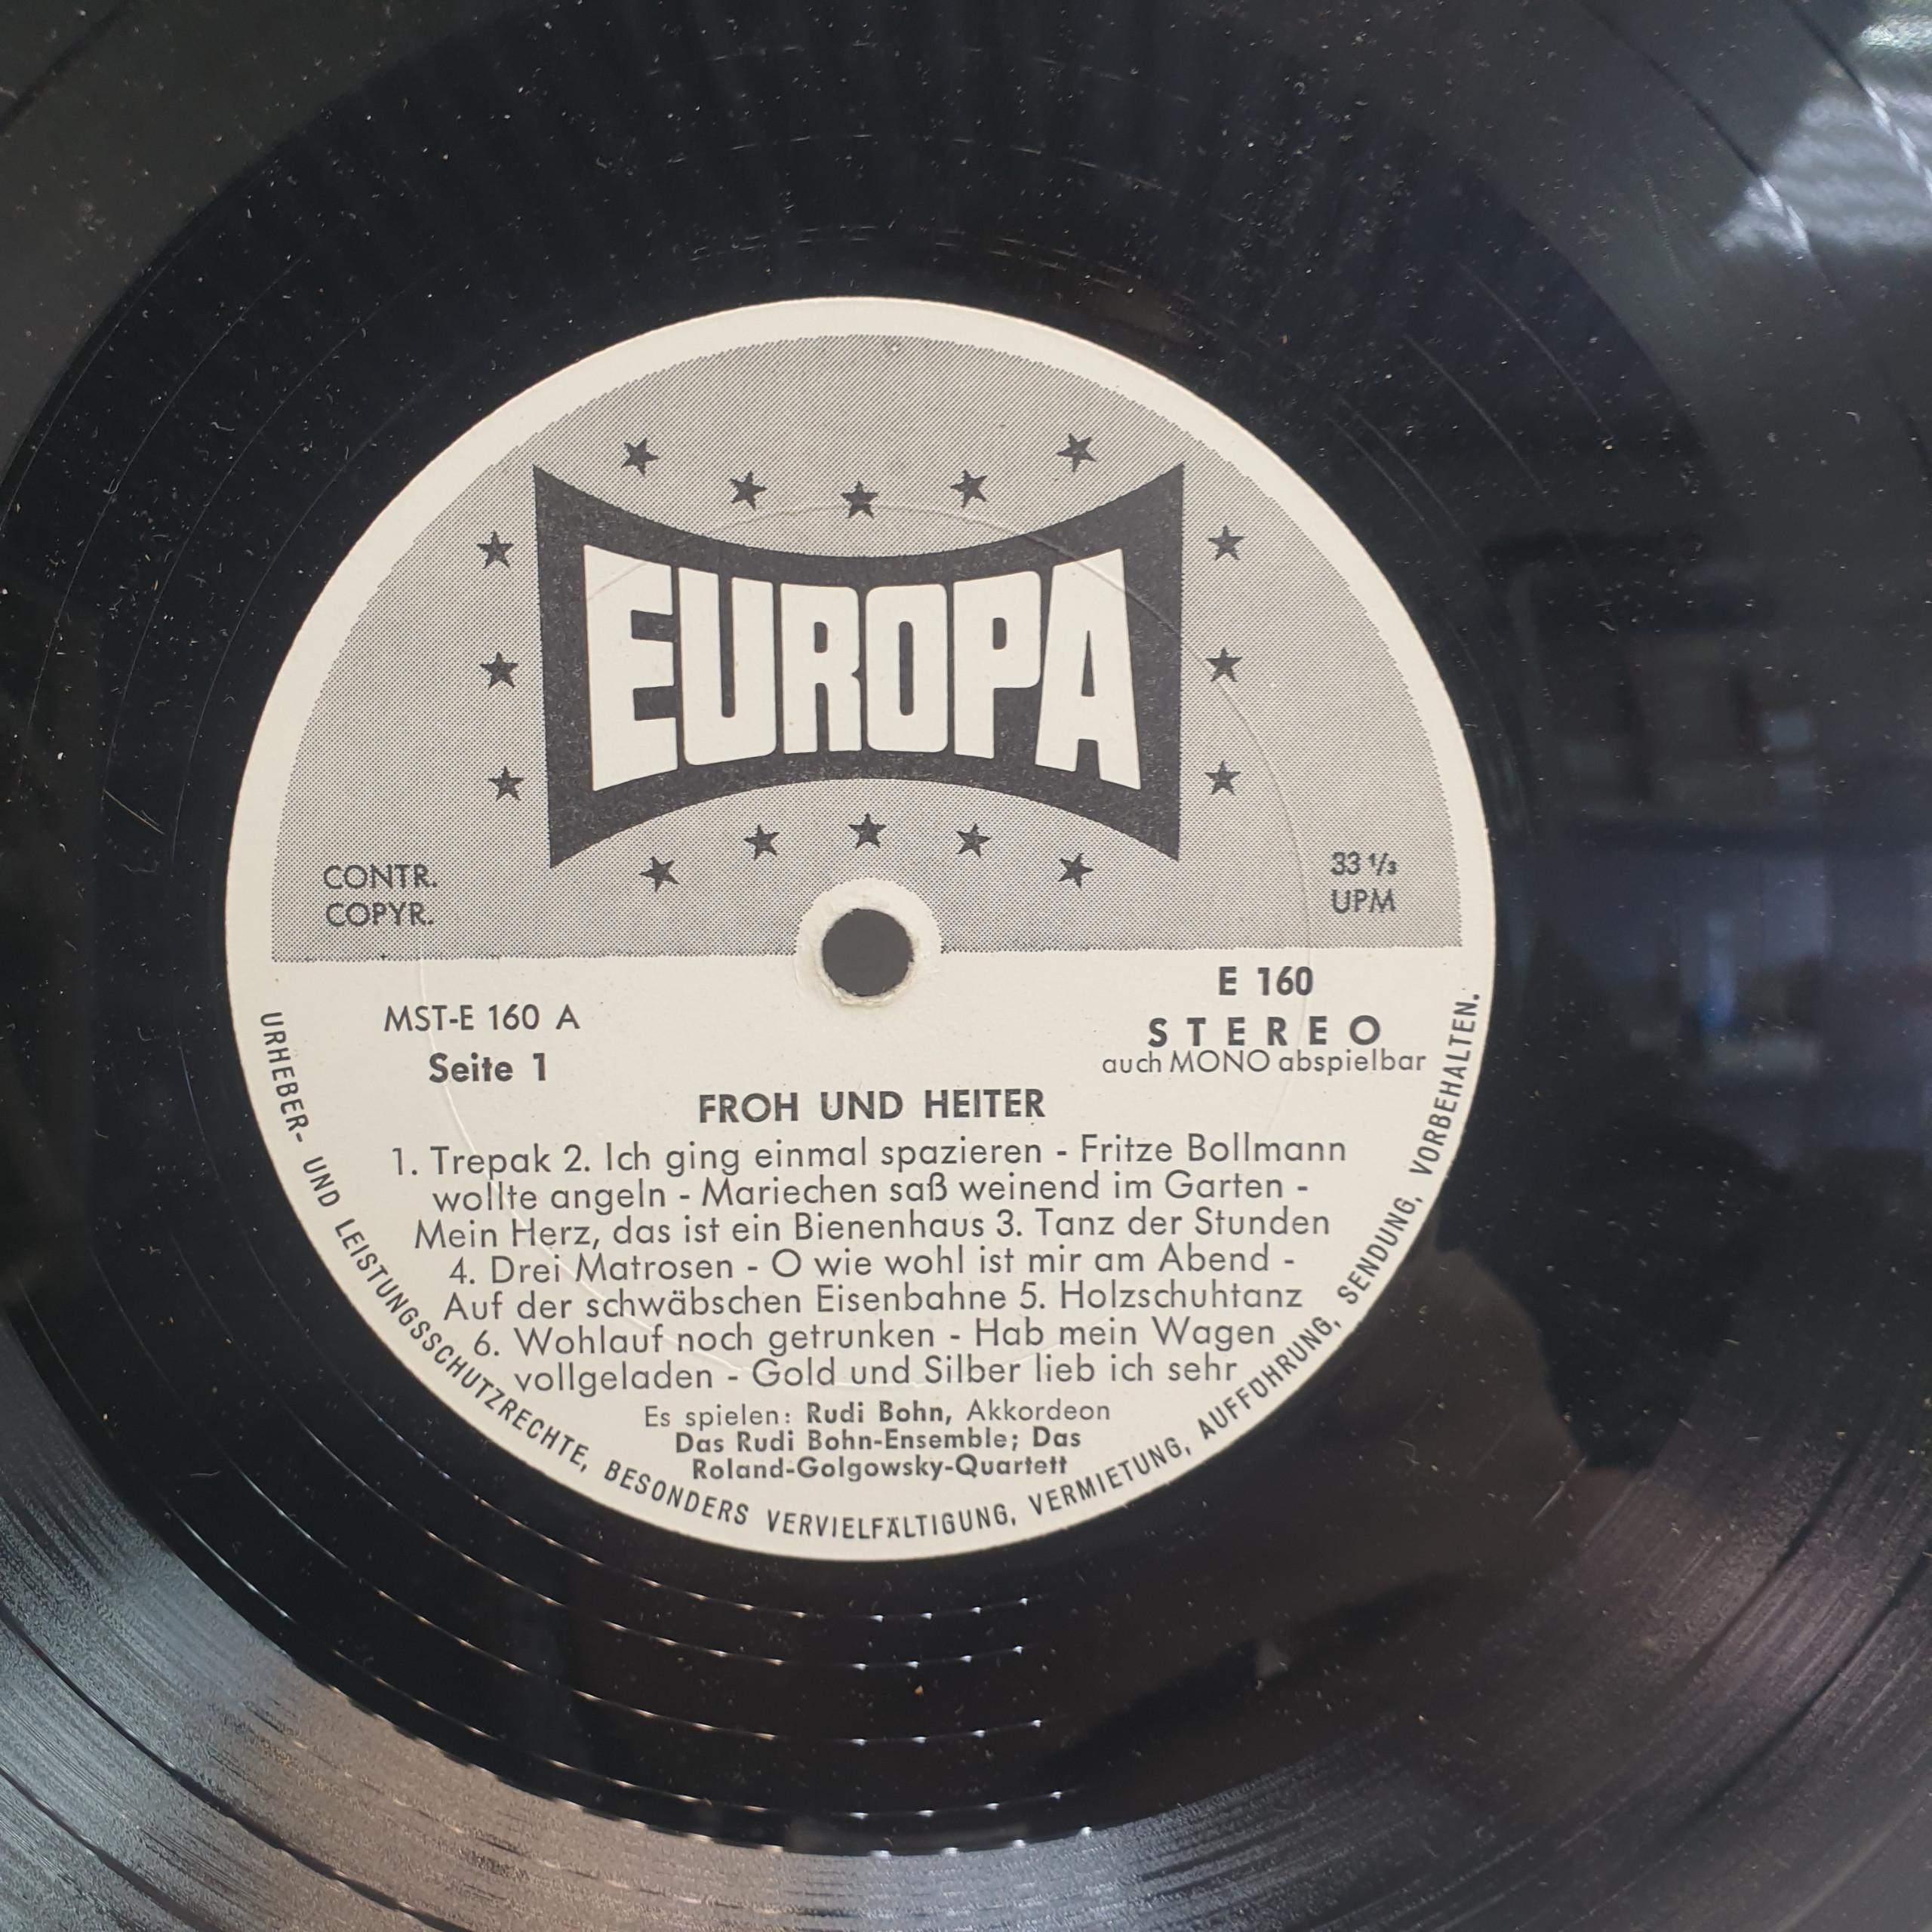 EUROPA
CONTR.
COPYR.
33 1/3
UPM
MST-E 160 A
Seite 1
E 160
STEREO
auch MONO abspielbar
FROH UND HEITER
1. Trepak 2. Ich ging einmal spazieren - Fritze Bollmann
wollte angeln - Mariechen saß weinend im Garten -
Mein Herz, das ist ein Bienenhaus 3. Tanz der Stunden
4. Drei Matrosen - O wie wohl ist mir am Abend -
Auf der schwäbschen Eisenbahne 5. Holzschuhtanz
6. Wohlauf noch getrunken - Hab mein Wagen
vollgeladen - Gold und Silber lieb ich sehr
Es spielen: Rudi Bohn, Akkordeon
Das Rudi Bohn-Ensemble; Das
Roland-Golgowsky-Quartett
URHEBER- UND LEISTUNGSSCHUTZRECHTE, BESONDERS VERVIELFÄLTIGUNG, VERMIETUNG, AUFFÜHRUNG, SENDUNG, VORBEHALTEN.